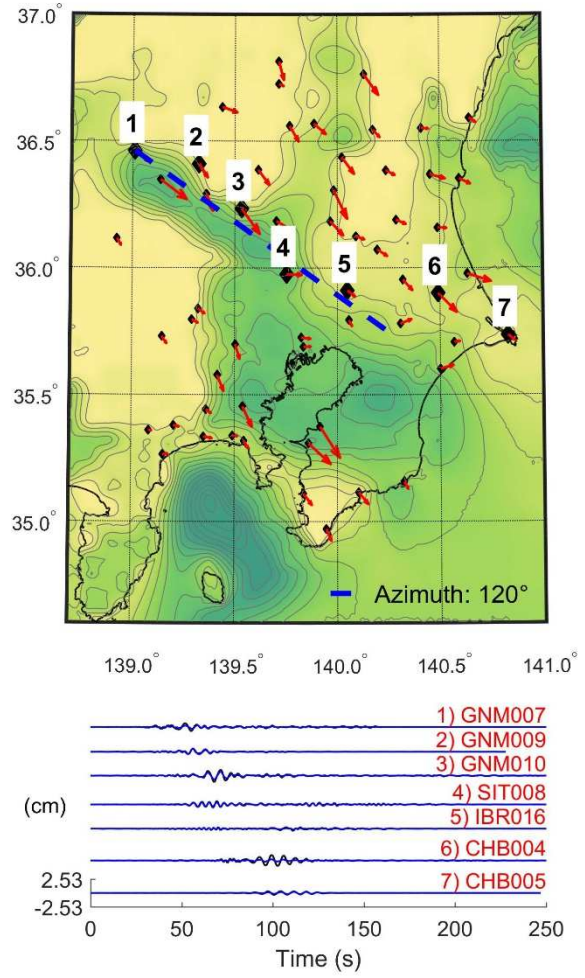 37.0°
36.5°
36.0°
35.5°
35.0°
1
2
3
4
5
6
7
Azimuth: 120°
139.0° 139.5° 140.0° 140.5° 141.0°
1) GNM007
2) GNM009
3) GNM010
4) SIT008
5) IBR016
6) CHB004
7) CHB005
(cm)
2.53
-2.53
0 50 100 150 200 250
Time (s)